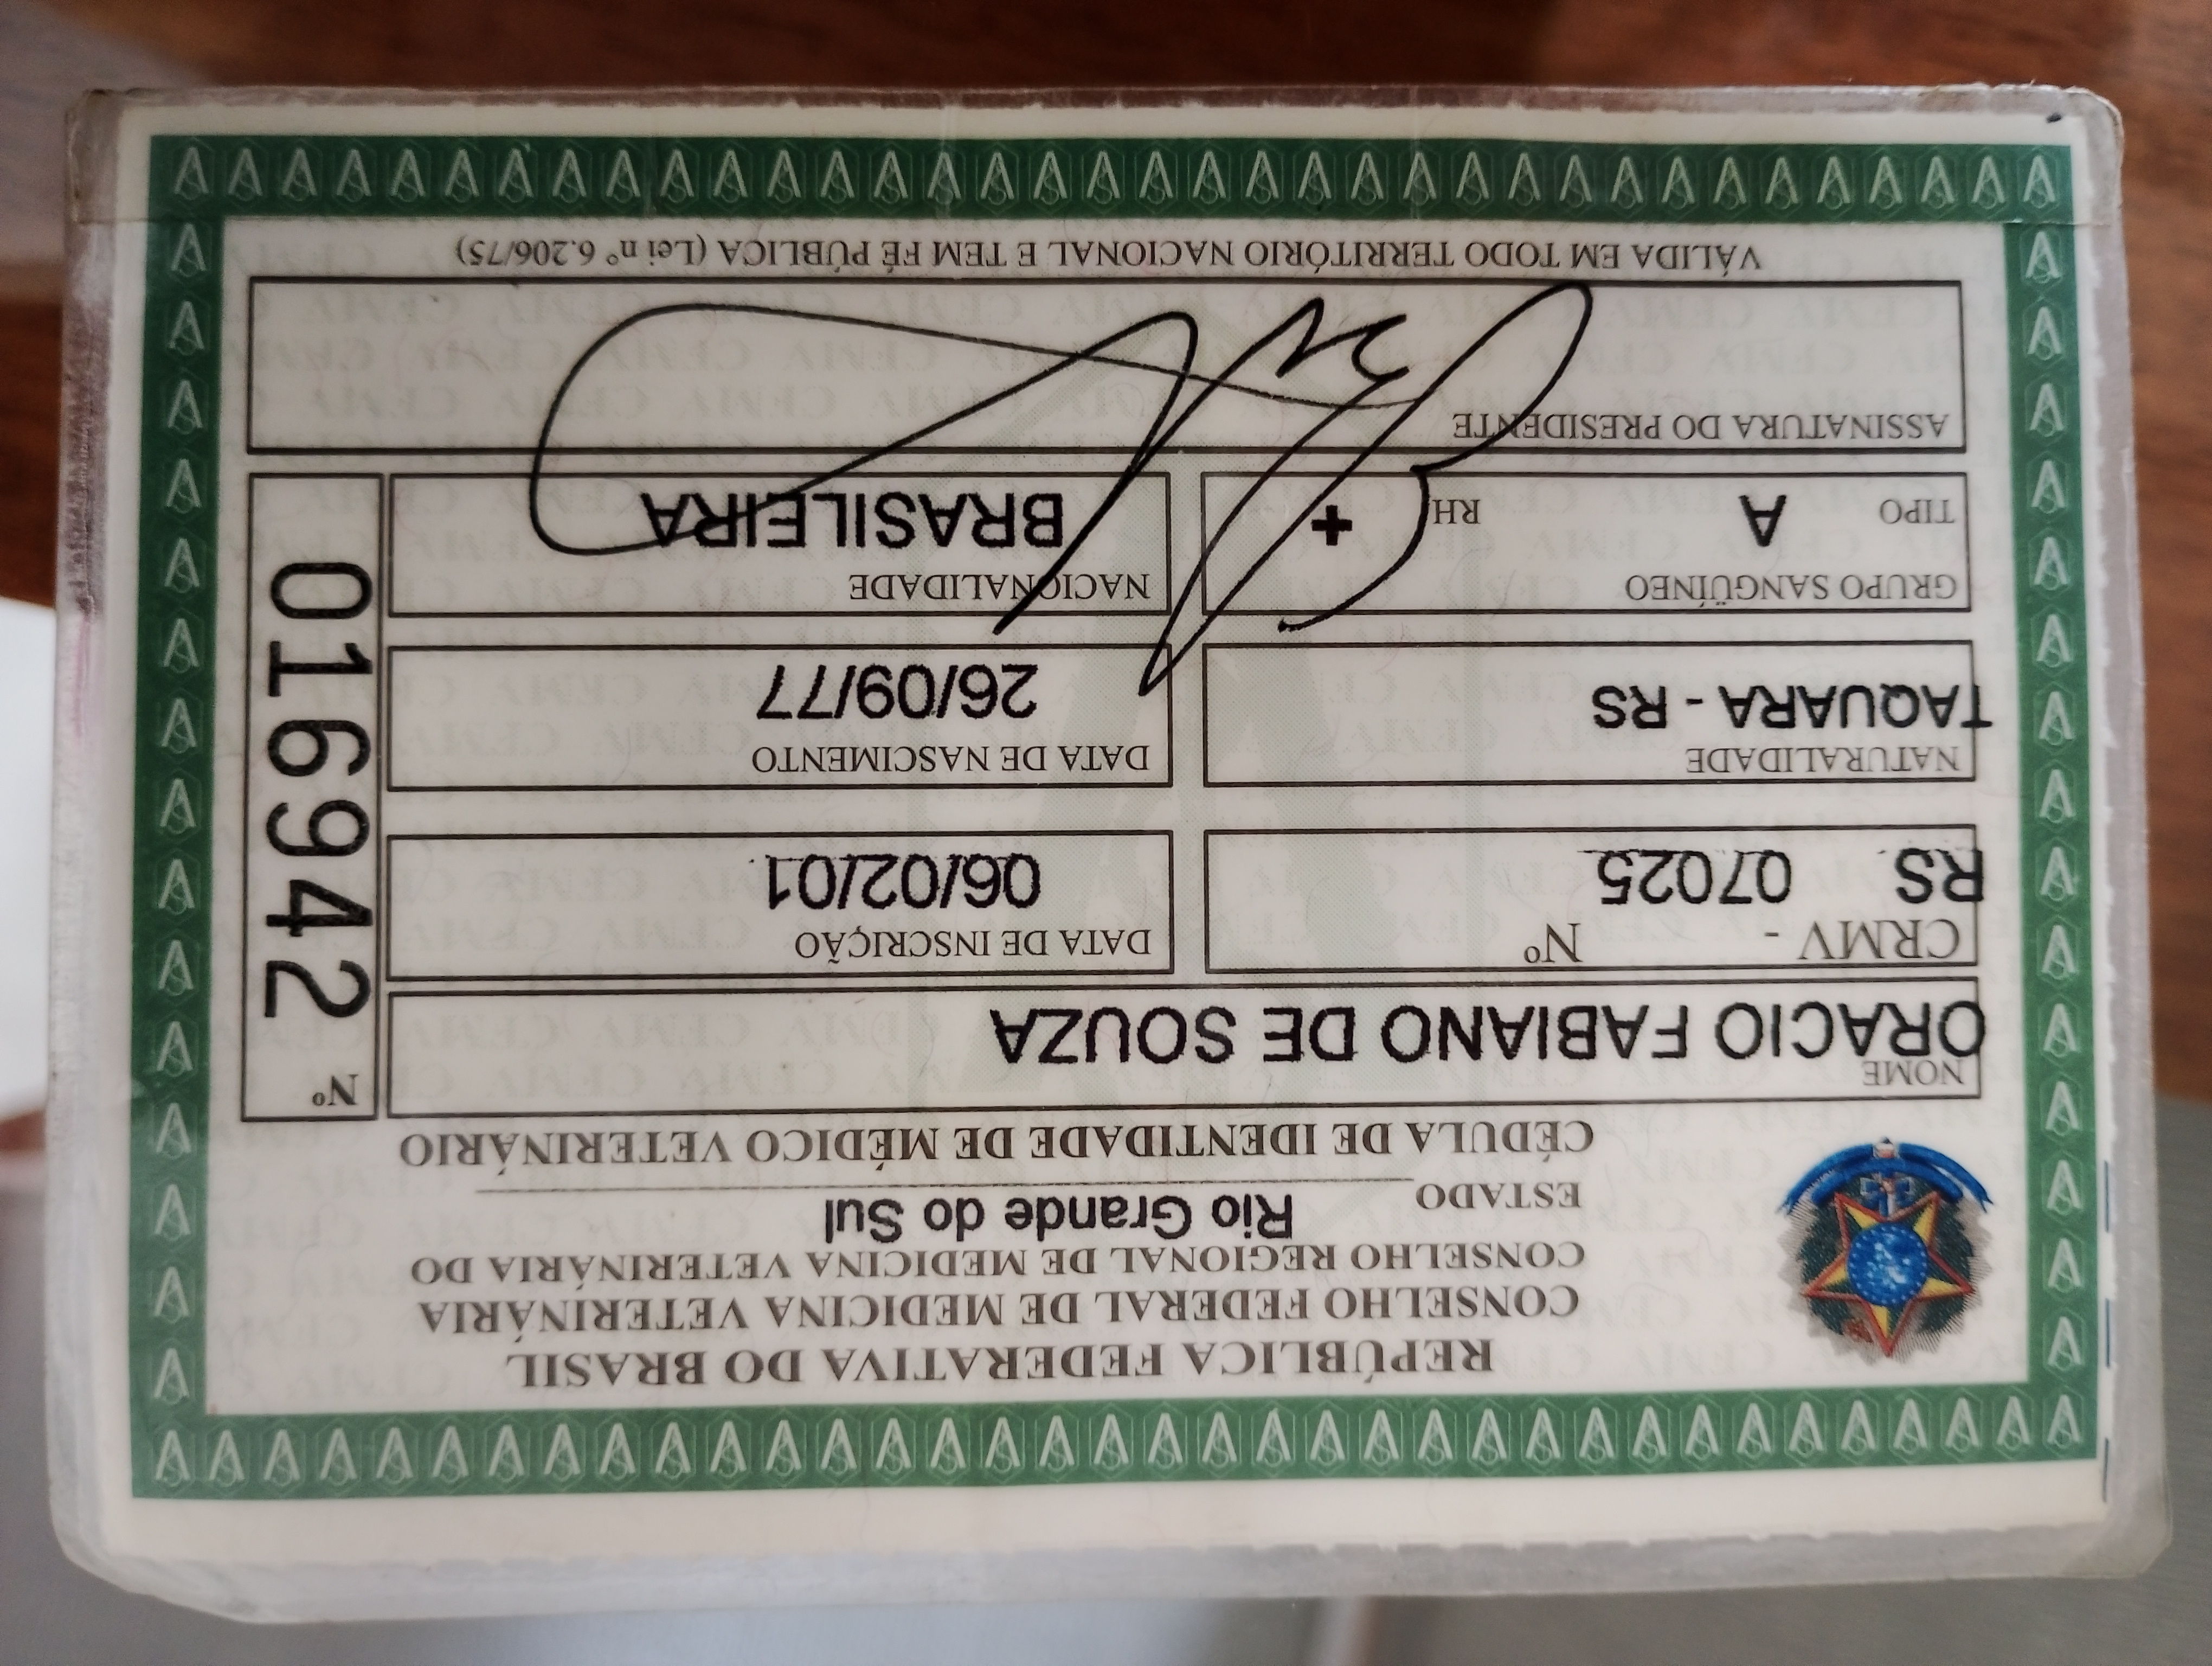 REPÚBLICA FEDERATIVA DO BRASIL
CONSELHO FEDERAL DE MEDICINA VETERINÁRIA
CONSELHO REGIONAL DE MEDICINA VETERINÁRIA DO
ESTADO Rio Grande do Sul
CÉDULA DE IDENTIDADE DE MÉDICO VETERINÁRIO
NOME
ORACIO FABIANO DE SOUZA
Nº
016942
CRMV - Nº
RS 07025
DATA DE INSCRIÇÃO
06/02/01
NATURALIDADE
TAQUARA - RS
DATA DE NASCIMENTO
26/09/77
GRUPO SANGÜÍNEO
TIPO A RH +
NACIONALIDADE
BRASILEIRA
ASSINATURA DO PRESIDENTE
VÁLIDA EM TODO TERRITÓRIO NACIONAL E TEM FÉ PÚBLICA (Lei nº 6.206/75)